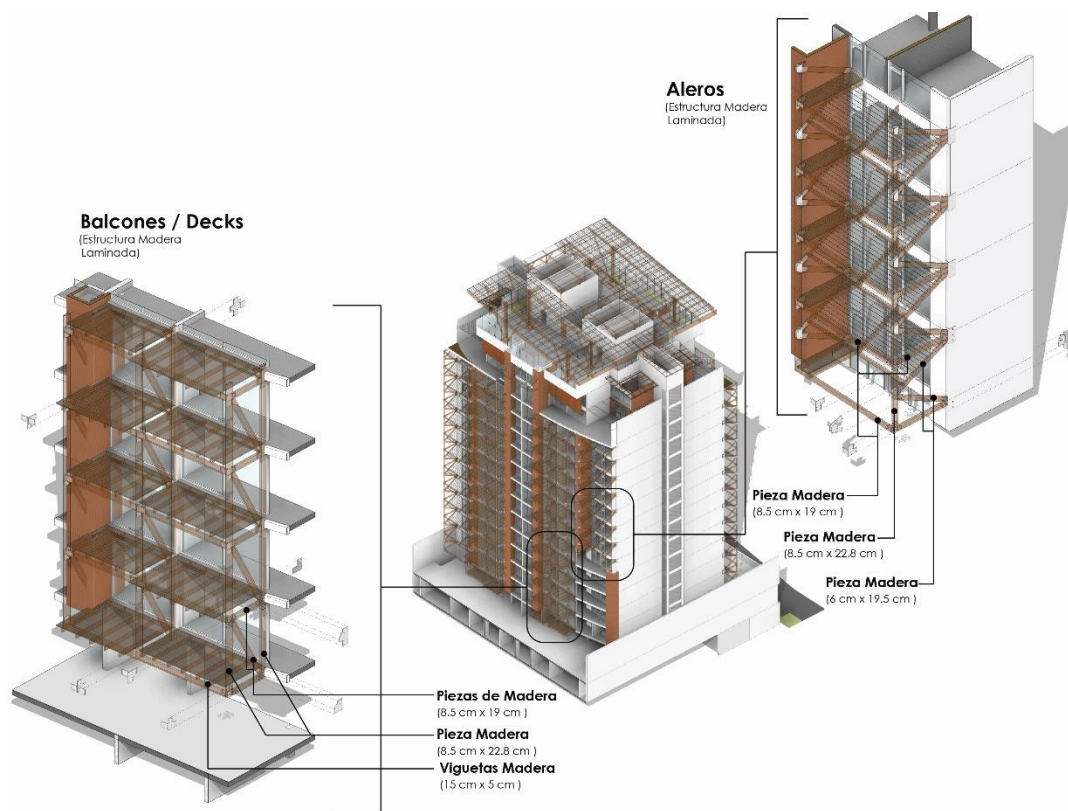 Aleros
(Estructura Madera
Laminada)
Balcones / Decks
(Estructura Madera
Laminada)
Pieza Madera
(8.5 cm x 19 cm )
Pieza Madera
(8.5 cm x 22.8 cm )
Pieza Madera
(6 cm x 19.5 cm )
Piezas de Madera
(8.5 cm x 19 cm )
Pieza Madera
(8.5 cm x 22.8 cm )
Viguetas Madera
(15 cm x 5 cm )